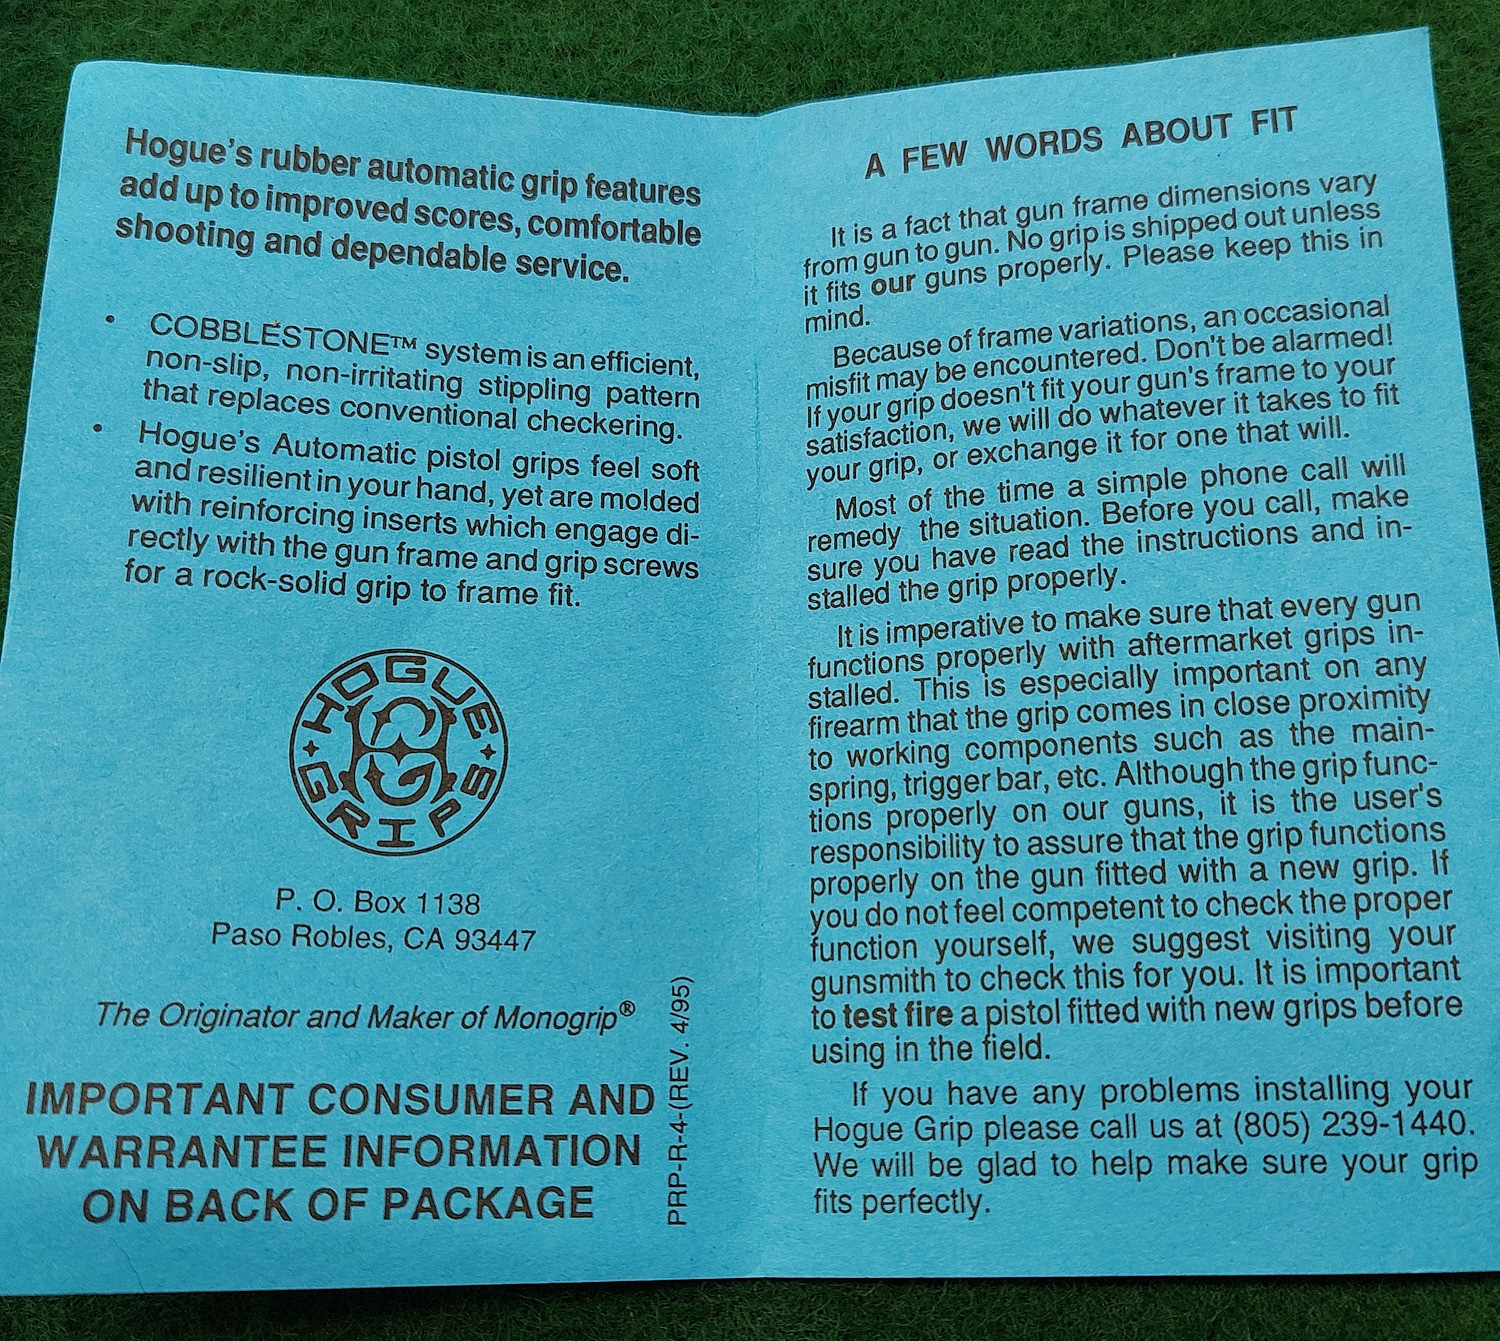 Hogue's rubber automatic grip features
add up to improved scores, comfortable
shooting and dependable service.
• COBBLESTONE™ system is an efficient,
non-slip, non-irritating stippling pattern
that replaces conventional checkering.
• Hogue's Automatic pistol grips feel soft
and resilient in your hand, yet are molded
with reinforcing inserts which engage di-
rectly with the gun frame and grip screws
for a rock-solid grip to frame fit.
HOGUE
GRIPS
P. O. Box 1138
Paso Robles, CA 93447
The Originator and Maker of Monogrip®
IMPORTANT CONSUMER AND
WARRANTEE INFORMATION
ON BACK OF PACKAGE
PRP-R-4-(REV. 4/95)
A FEW WORDS ABOUT FIT
It is a fact that gun frame dimensions vary
from gun to gun. No grip is shipped out unless
it fits our guns properly. Please keep this in
mind.
Because of frame variations, an occasional
misfit may be encountered. Don't be alarmed!
If your grip doesn't fit your gun's frame to your
satisfaction, we will do whatever it takes to fit
your grip, or exchange it for one that will.
Most of the time a simple phone call will
remedy the situation. Before you call, make
sure you have read the instructions and in-
stalled the grip properly.
It is imperative to make sure that every gun
functions properly with aftermarket grips in-
stalled. This is especially important on any
firearm that the grip comes in close proximity
to working components such as the main-
spring, trigger bar, etc. Although the grip func-
tions properly on our guns, it is the user's
responsibility to assure that the grip functions
properly on the gun fitted with a new grip. If
you do not feel competent to check the proper
function yourself, we suggest visiting your
gunsmith to check this for you. It is important
to test fire a pistol fitted with new grips before
using in the field.
If you have any problems installing your
Hogue Grip please call us at (805) 239-1440.
We will be glad to help make sure your grip
fits perfectly.